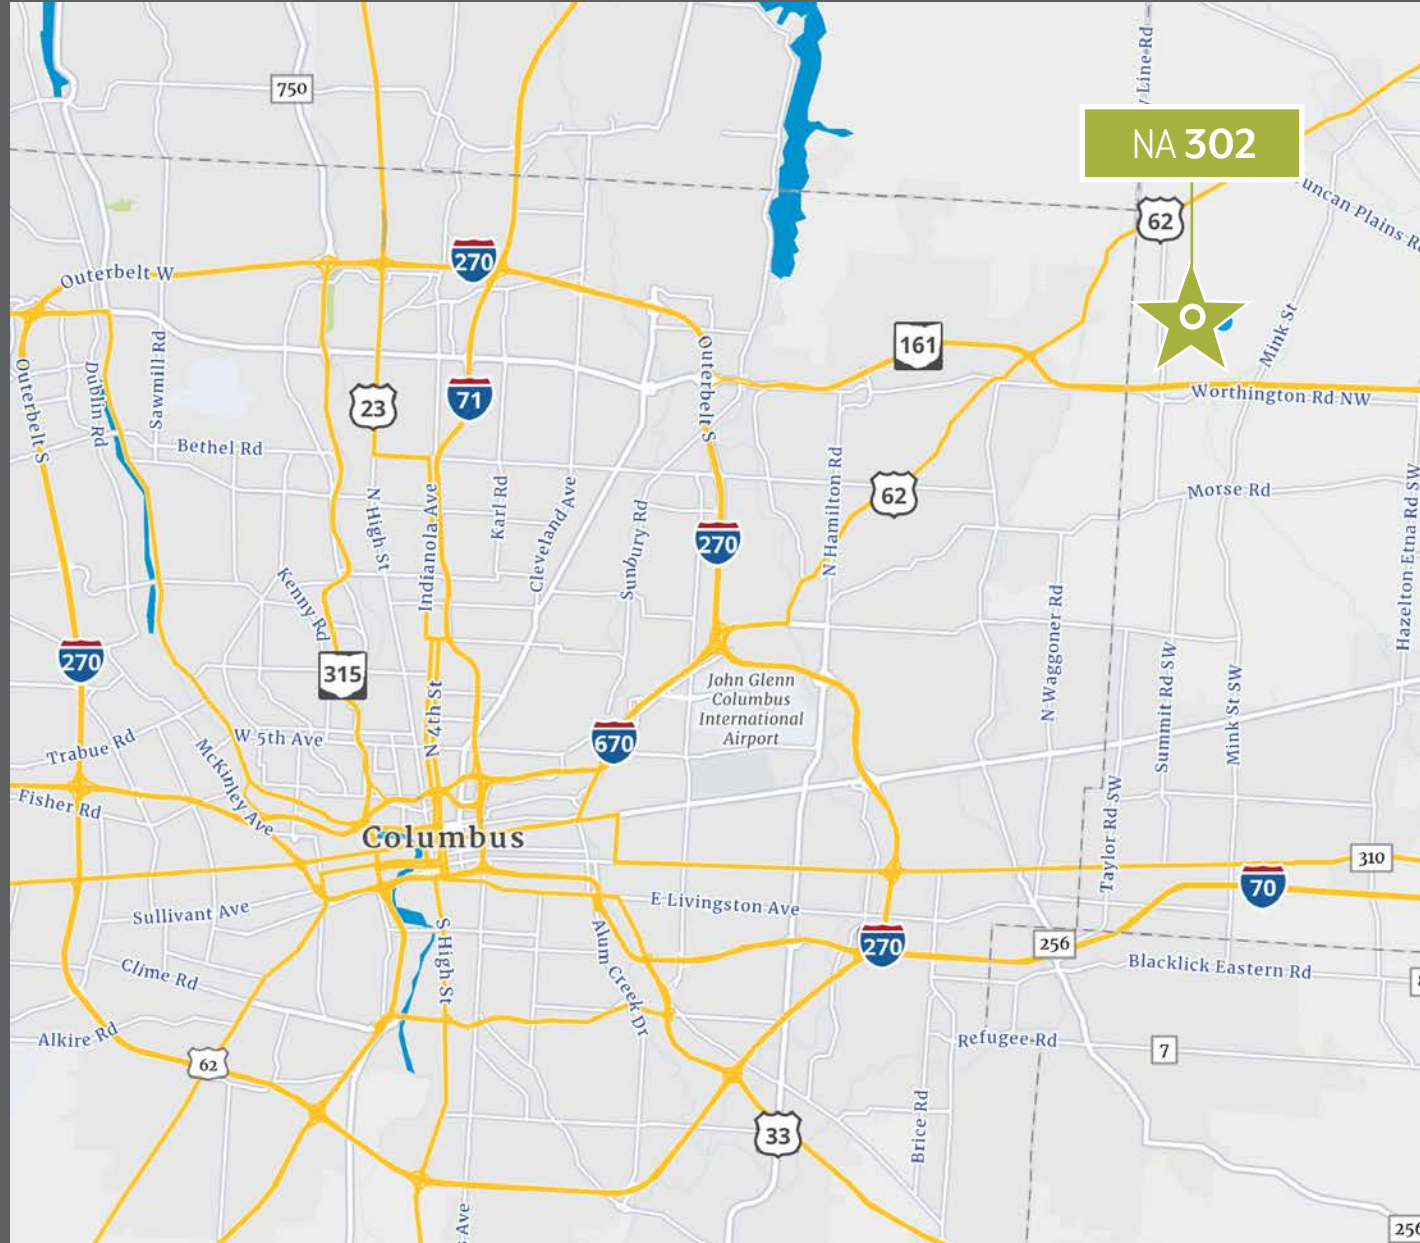 Line Rd
750
NA 302
62
Duncan Plains Rd
270
Outerbelt W
161
Mink St
Outerbelt S
Dublin Rd
Sawmill Rd
23
71
Outerbelt S
Worthington Rd NW
Bethel Rd
N High St
Indianola Ave
Karl Rd
Cleveland Ave
Sunbury Rd
N Hamilton Rd
62
Morse Rd
Hazelton Etna Rd SW
270
Kenny Rd
N Waggoner Rd
270
315
John Glenn
Columbus
International
Airport
Summit Rd SW
Mink St SW
N 4th St
670
Trabue Rd
W 5th Ave
McKinley Ave
Fisher Rd
Columbus
Taylor Rd SW
310
70
E Livingston Ave
Sullivant Ave
S High St
Alum Creek Dr
270
256
Blacklick Eastern Rd
Clime Rd
Alkire Rd
62
Refugee Rd
7
Brice Rd
33
Ave
256